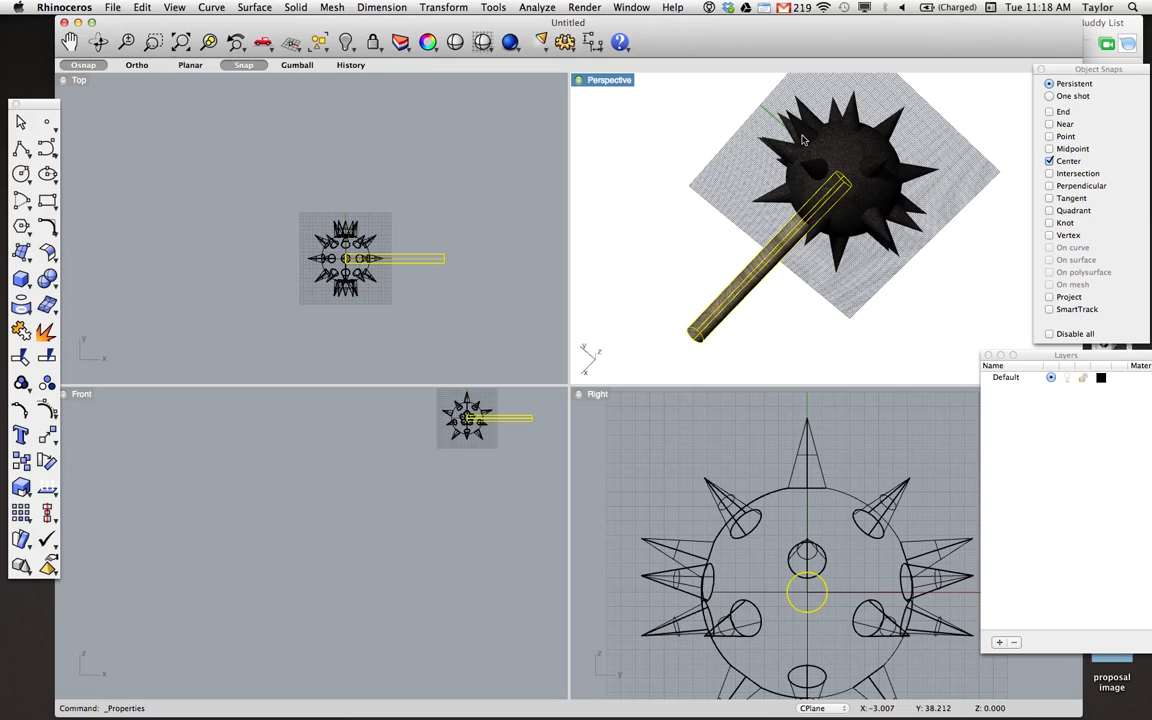 Rhinoceros File Edit View Curve Surface Solid Mesh Dimension Transform Tools Analyze Render Window Help 219 (Charged) Tue 11:18 AM Taylor
Untitled
Buddy List
Osnap Ortho Planar Snap Gumball History
Top
Perspective
Object Snaps
Persistent
One shot
End
Near
Point
Midpoint
Center
Intersection
Perpendicular
Tangent
Quadrant
Knot
Vertex
On curve
On surface
On polysurface
On mesh
Project
SmartTrack
Disable all
y
x
y
z
x
Layers
Name Mater
Default
Front
Right
z
x
z
y
proposal
image
Command: _Properties
CPlane X: -3.007 Y: 38.212 Z: 0.000